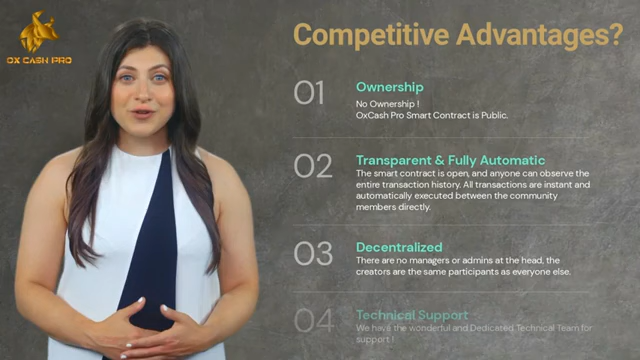 OX CASH PRO
Competitive Advantages?
01
Ownership
No Ownership !
OxCash Pro Smart Contract is Public.
02
Transparent & Fully Automatic
The smart contract is open, and anyone can observe the
entire transaction history. All transactions are instant and
automatically executed between the community
members directly.
03
Decentralized
There are no managers or admins at the head, the
creators are the same participants as everyone else.
04
Technical Support
We have the wonderful and Dedicated Technical Team for
support !